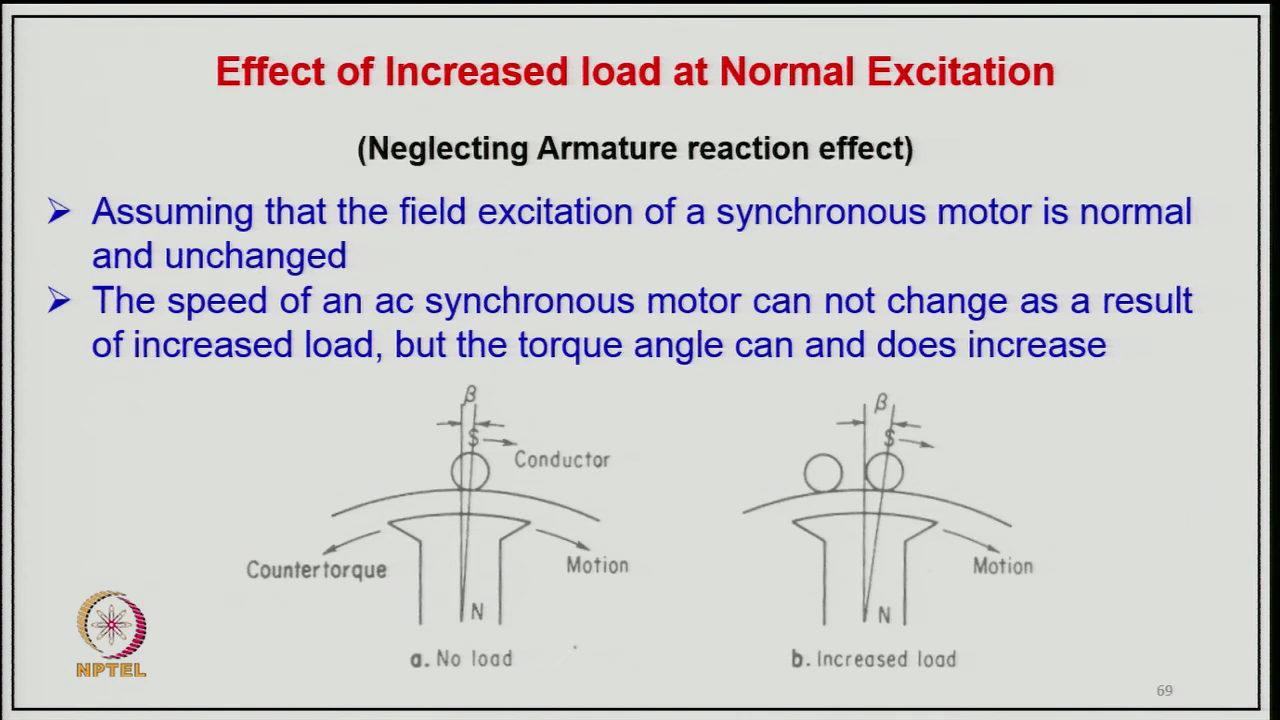 Effect of Increased load at Normal Excitation
(Neglecting Armature reaction effect)
➢ Assuming that the field excitation of a synchronous motor is normal
and unchanged
➢ The speed of an ac synchronous motor can not change as a result
of increased load, but the torque angle can and does increase
β
S
Conductor
Countertorque
Motion
N
a. No load
β
S
Motion
N
b. Increased load
NPTEL
69